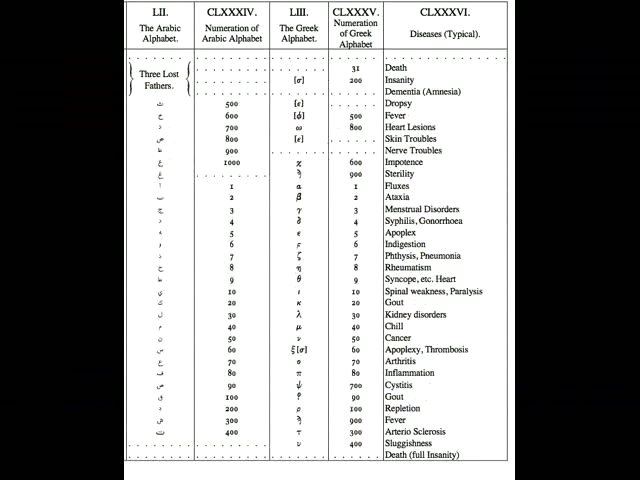 LII. CLXXXIV. LIII. CLXXXV. CLXXXVI.
The Arabic Alphabet. Numeration of Arabic Alphabet The Greek Alphabet. Numeration of Greek Alphabet Diseases (Typical).
31 Death
Three Lost [σ] 200 Insanity
Fathers. Dementia (Amnesia)
ث 500 [ε] Dropsy
خ 600 [φ] 500 Fever
ذ 700 ω 800 Heart Lesions
ض 800 [ε] Skin Troubles
ظ 900 Nerve Troubles
غ 1000 χ 600 Impotence
غ ϡ 900 Sterility
ا 1 α 1 Fluxes
ب 2 β 2 Ataxia
ج 3 γ 3 Menstrual Disorders
د 4 δ 4 Syphilis, Gonorrhoea
ه 5 ε 5 Apoplex
و 6 ϝ 6 Indigestion
ذ 7 ζ 7 Phthysis, Pneumonia
ح 8 η 8 Rheumatism
ط 9 θ 9 Syncope, etc. Heart
ي 10 ι 10 Spinal weakness, Paralysis
ك 20 κ 20 Gout
ل 30 λ 30 Kidney disorders
م 40 μ 40 Chill
ن 50 ν 50 Cancer
س 60 ξ [σ] 60 Apoplexy, Thrombosis
ع 70 ο 70 Arthritis
ف 80 π 80 Inflammation
ص 90 ψ 700 Cystitis
ق 100 ϙ 90 Gout
د 200 ρ 100 Repletion
ش 300 ϡ 900 Fever
ت 400 τ 300 Arterio Sclerosis
υ 400 Sluggishness
Death (full Insanity)